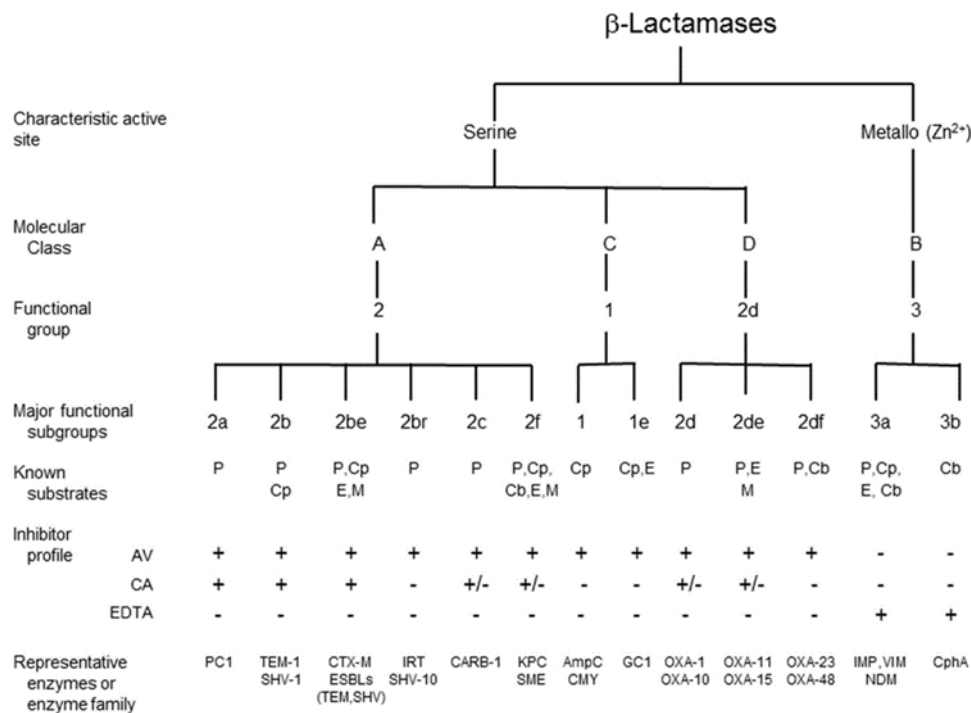 β-Lactamases
Characteristic active
site
Serine Metallo (Zn²⁺)
Molecular
Class
A C D B
Functional
group
2 1 2d 3
Major functional
subgroups
2a 2b 2be 2br 2c 2f 1 1e 2d 2de 2df 3a 3b
Known
substrates
P P P,Cp P P P,Cp, Cp Cp,E P P,E P,Cb P,Cp, Cb
Cp E,M Cb,E,M M E, Cb
Inhibitor
profile
AV + + + + + + + + + + + - -
CA + + + - +/- +/- - - +/- +/- - - -
EDTA - - - - - - - - - - - + +
Representative
enzymes or
enzyme family
PC1 TEM-1 CTX-M IRT CARB-1 KPC AmpC GC1 OXA-1 OXA-11 OXA-23 IMP,VIM CphA
SHV-1 ESBLs SHV-10 SME CMY OXA-10 OXA-15 OXA-48 NDM
(TEM,SHV)